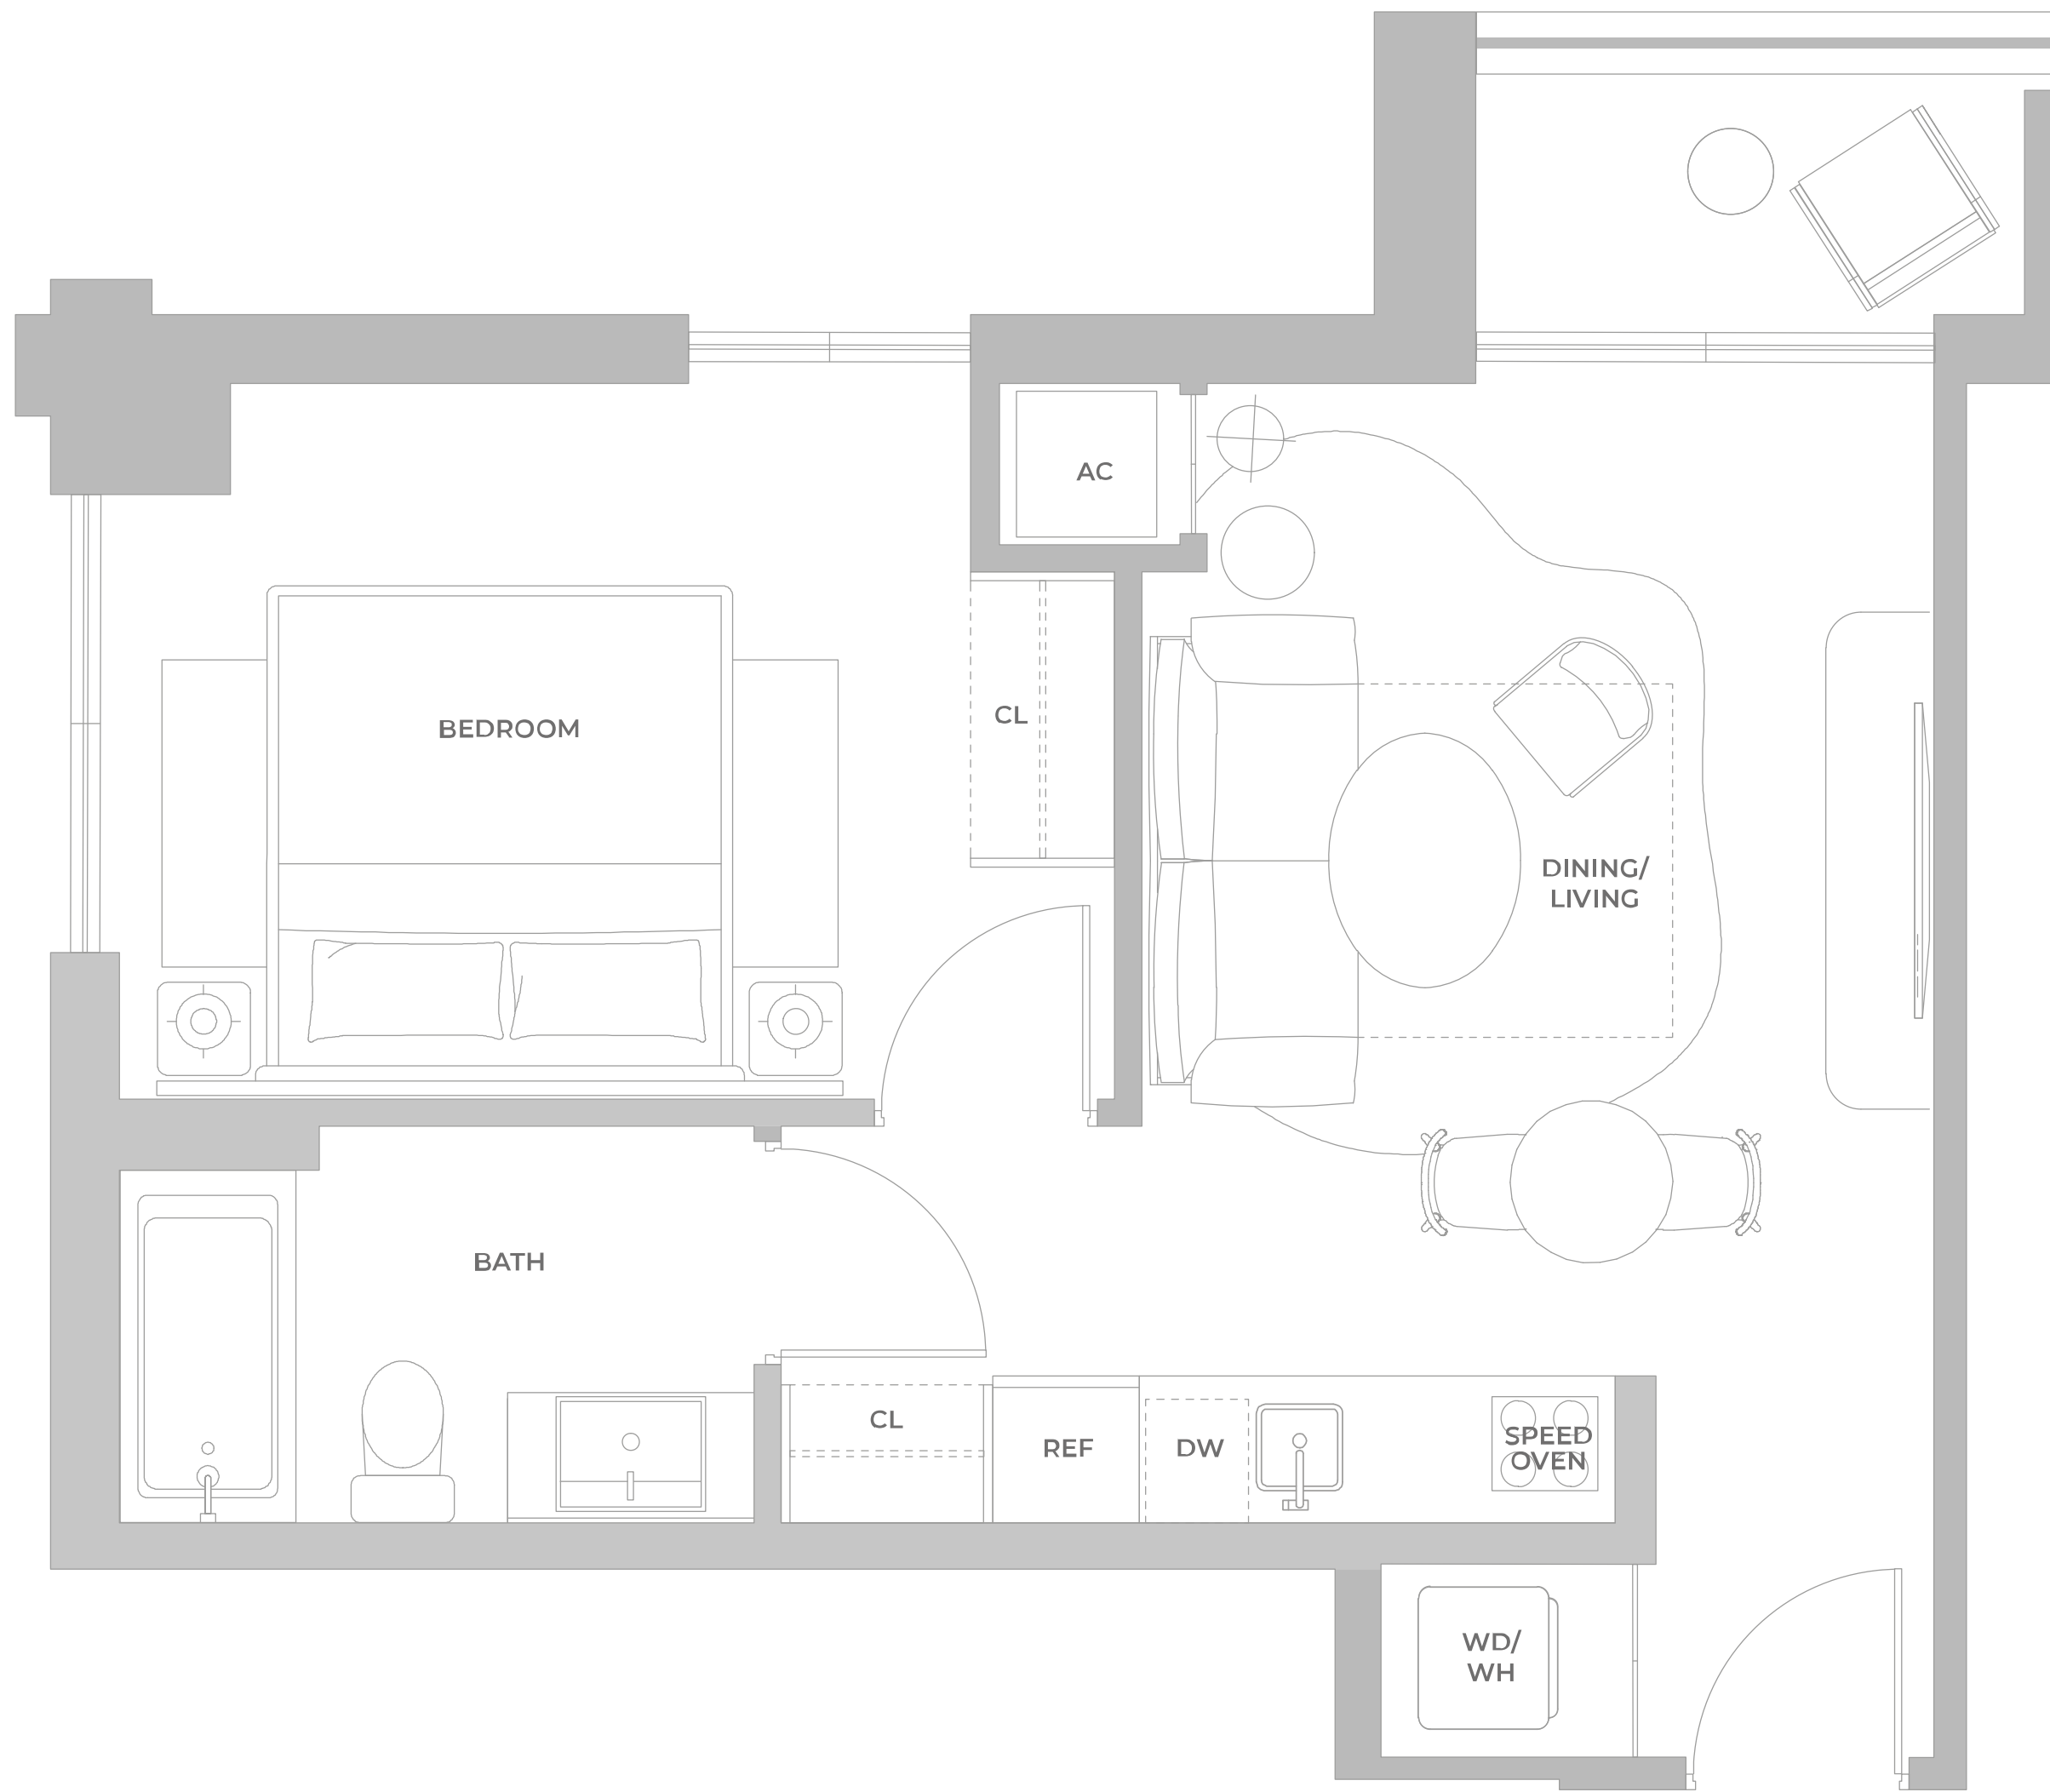 AC
BEDROOM
CL
DINING/
LIVING
BATH
CL
REF
DW
SPEED
OVEN
WD/
WH